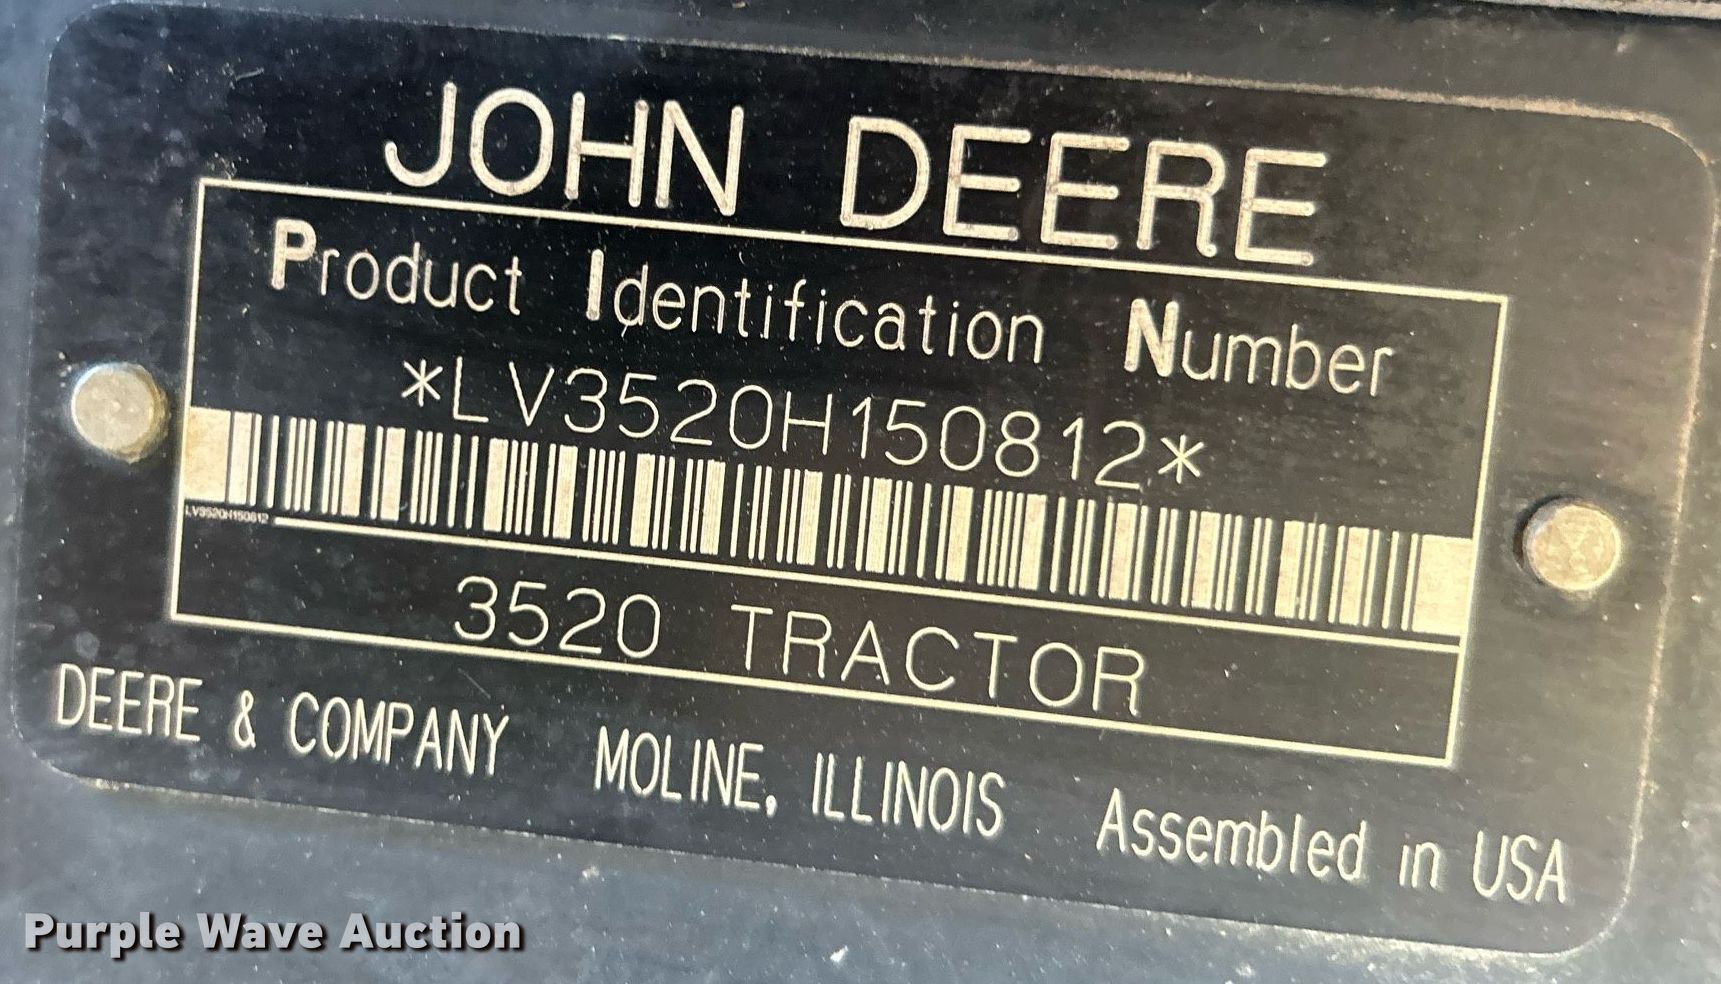 JOHN DEERE
Product Identification Number
*LV3520H150812*
LV3520H150812
3520 TRACTOR
DEERE & COMPANY MOLINE, ILLINOIS Assembled in USA
Purple Wave Auction